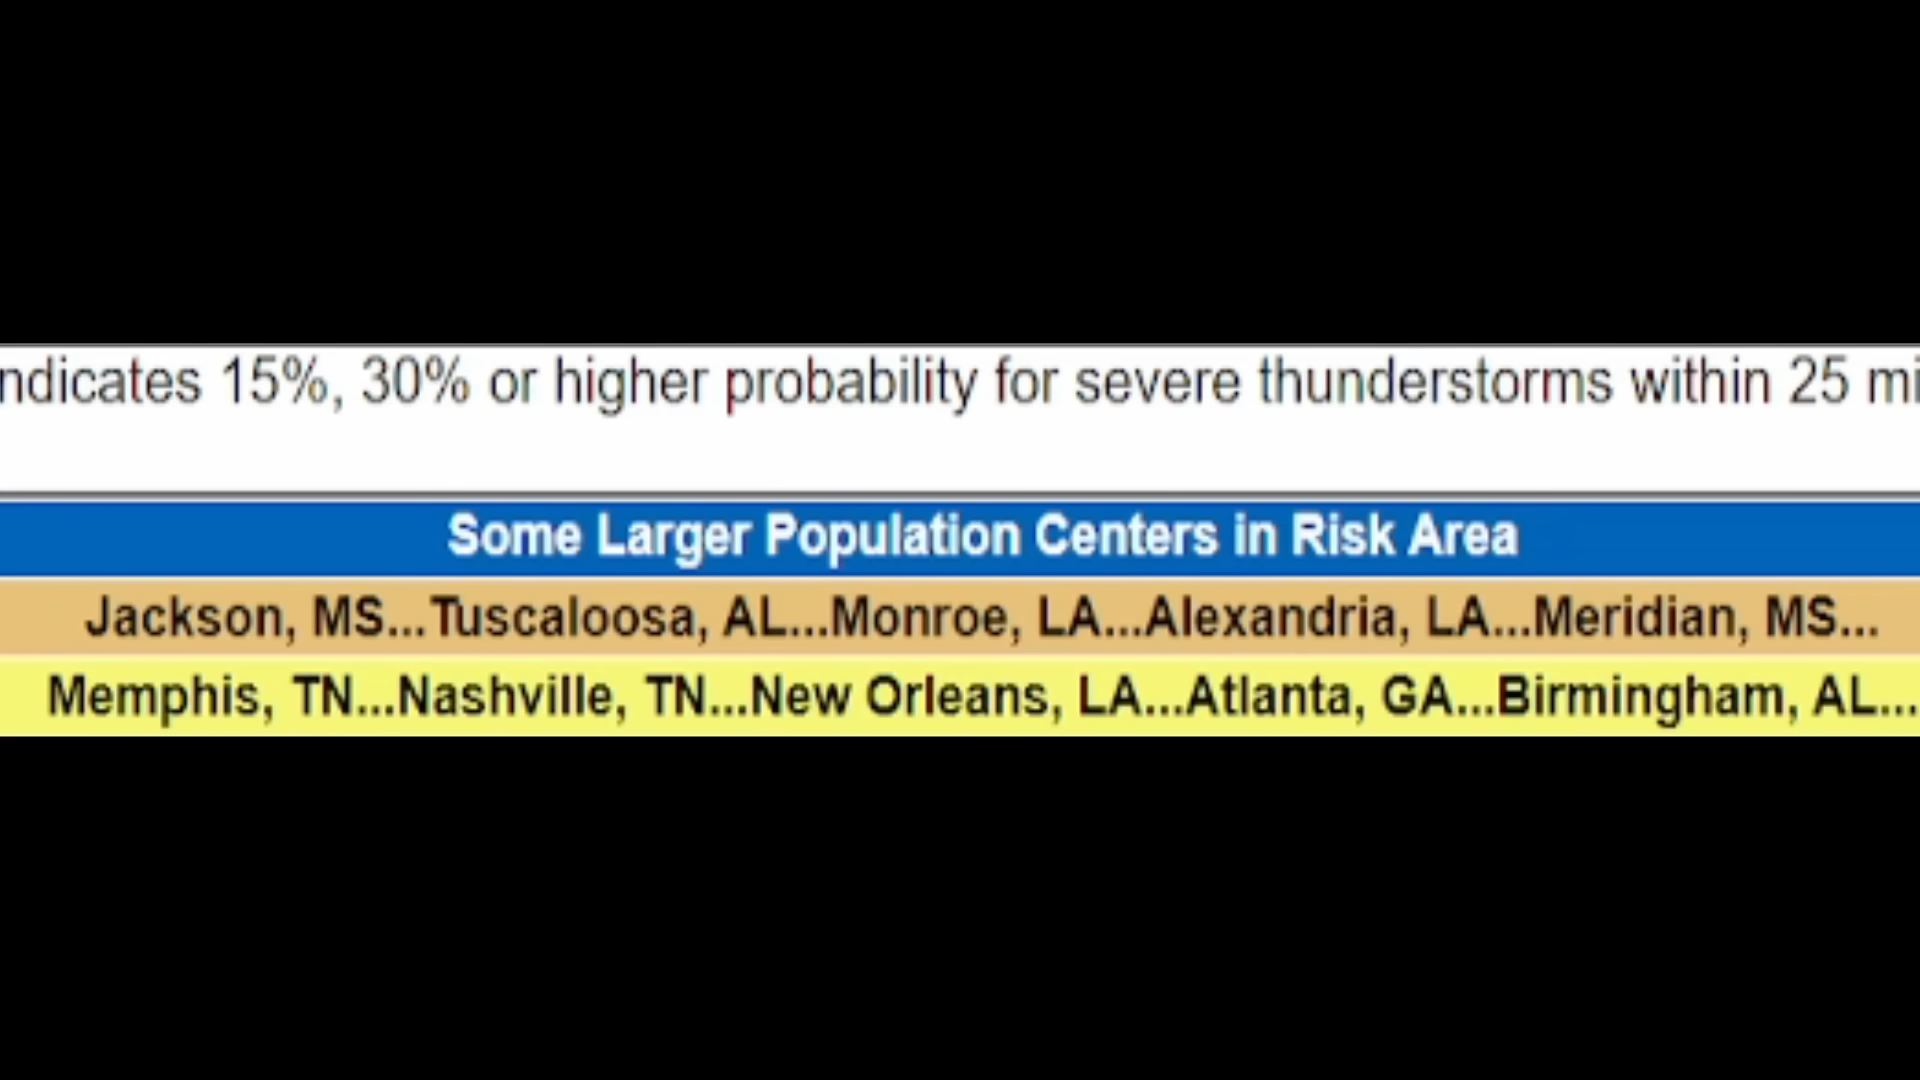 ndicates 15%, 30% or higher probability for severe thunderstorms within 25 mi
Some Larger Population Centers in Risk Area
Jackson, MS...Tuscaloosa, AL...Monroe, LA...Alexandria, LA...Meridian, MS...
Memphis, TN...Nashville, TN...New Orleans, LA...Atlanta, GA...Birmingham, AL...